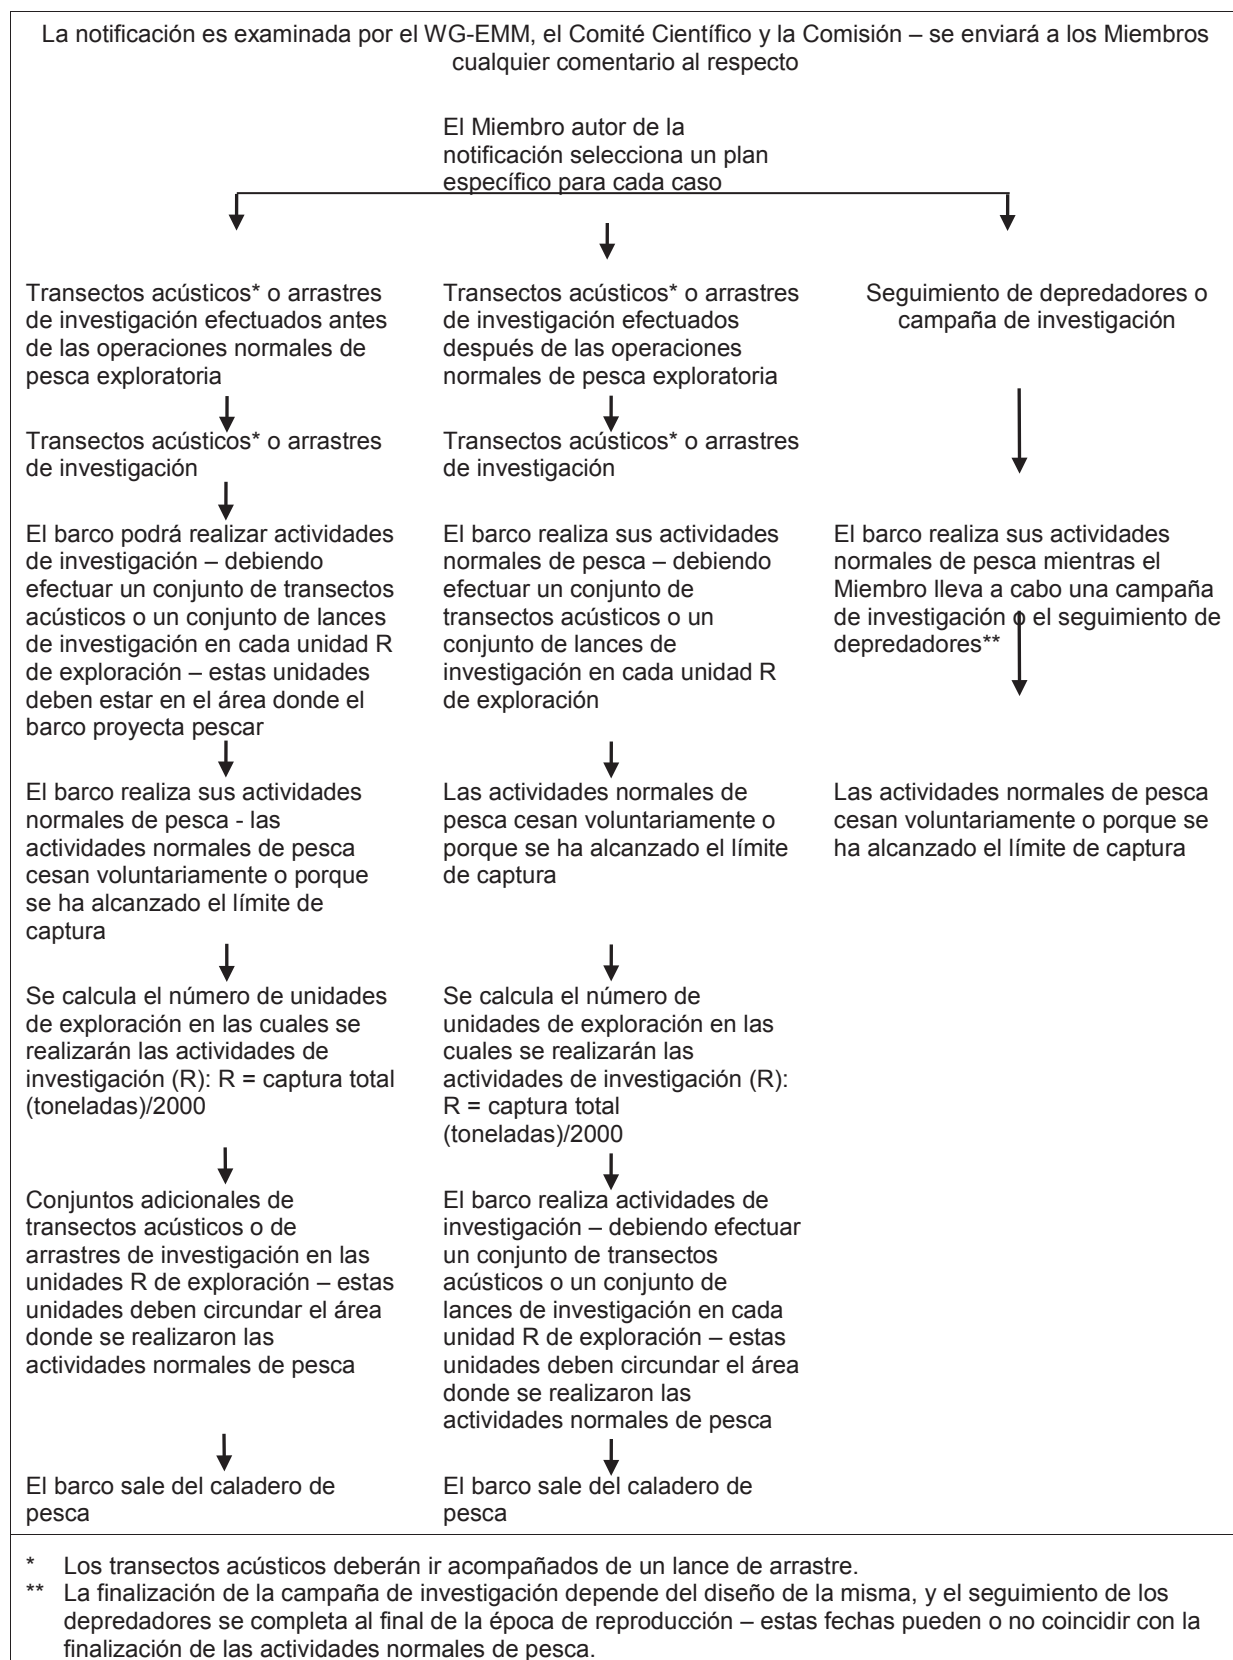 La notificación es examinada por el WG-EMM, el Comité Científico y la Comisión – se enviará a los Miembros
cualquier comentario al respecto
El Miembro autor de la
notificación selecciona un plan
específico para cada caso
Transectos acústicos* o arrastres
de investigación efectuados antes
de las operaciones normales de
pesca exploratoria
Transectos acústicos* o arrastres
de investigación
El barco podrá realizar actividades
de investigación – debiendo
efectuar un conjunto de transectos
acústicos o un conjunto de lances
de investigación en cada unidad R
de exploración – estas unidades
deben estar en el área donde el
barco proyecta pescar
El barco realiza sus actividades
normales de pesca - las
actividades normales de pesca
cesan voluntariamente o porque
se ha alcanzado el límite de
captura
Se calcula el número de unidades
de exploración en las cuales se
realizarán las actividades de
investigación (R): R = captura total
(toneladas)/2000
Conjuntos adicionales de
transectos acústicos o de
arrastres de investigación en las
unidades R de exploración – estas
unidades deben circundar el área
donde se realizaron las
actividades normales de pesca
El barco sale del caladero de
pesca
Transectos acústicos* o arrastres
de investigación efectuados
después de las operaciones
normales de pesca exploratoria
Transectos acústicos* o arrastres
de investigación
El barco realiza sus actividades
normales de pesca – debiendo
efectuar un conjunto de
transectos acústicos o un
conjunto de lances de
investigación en cada unidad R
de exploración
Las actividades normales de
pesca cesan voluntariamente o
porque se ha alcanzado el límite
de captura
Se calcula el número de
unidades de exploración en las
cuales se realizarán las
actividades de investigación (R):
R = captura total
(toneladas)/2000
El barco realiza actividades de
investigación – debiendo efectuar
un conjunto de transectos
acústicos o un conjunto de
lances de investigación en cada
unidad R de exploración – estas
unidades deben circundar el área
donde se realizaron las
actividades normales de pesca
El barco sale del caladero de
pesca
Seguimiento de depredadores o
campaña de investigación
El barco realiza sus actividades
normales de pesca mientras el
Miembro lleva a cabo una campaña
de investigación o el seguimiento de
depredadores**
Las actividades normales de pesca
cesan voluntariamente o porque se
ha alcanzado el límite de captura
* Los transectos acústicos deberán ir acompañados de un lance de arrastre.
** La finalización de la campaña de investigación depende del diseño de la misma, y el seguimiento de los
depredadores se completa al final de la época de reproducción – estas fechas pueden o no coincidir con la
finalización de las actividades normales de pesca.